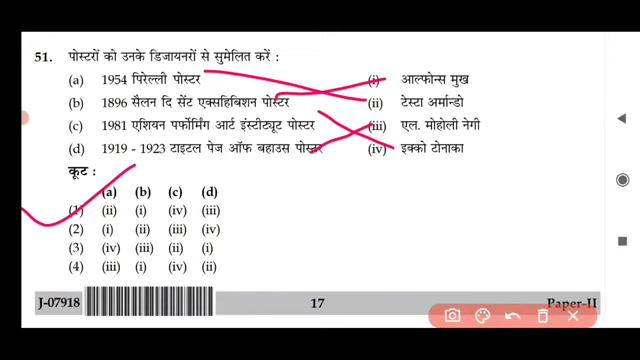 51. पोस्टरों को उनके डिजायनरों से सुमेलित करें :
(a) 1954 पिरेल्ली पोस्टर (i) आल्फोन्स मुख
(b) 1896 सैलन दि सेंट एक्सहिबिशन पोस्टर (ii) टेस्टा अर्मान्डो
(c) 1981 एशियन पर्फोर्मिंग आर्ट इंस्टीट्यूट पोस्टर (iii) एल. मोहोली नेगी
(d) 1919 - 1923 टाइटल पेज ऑफ बहाउस पोस्टर (iv) इक्को टोनाका
कूट :
(a) (b) (c) (d)
(1) (ii) (i) (iv) (iii)
(2) (i) (ii) (iii) (iv)
(3) (iv) (iii) (ii) (i)
(4) (iii) (i) (iv) (ii)
J-07918 17 Paper-II